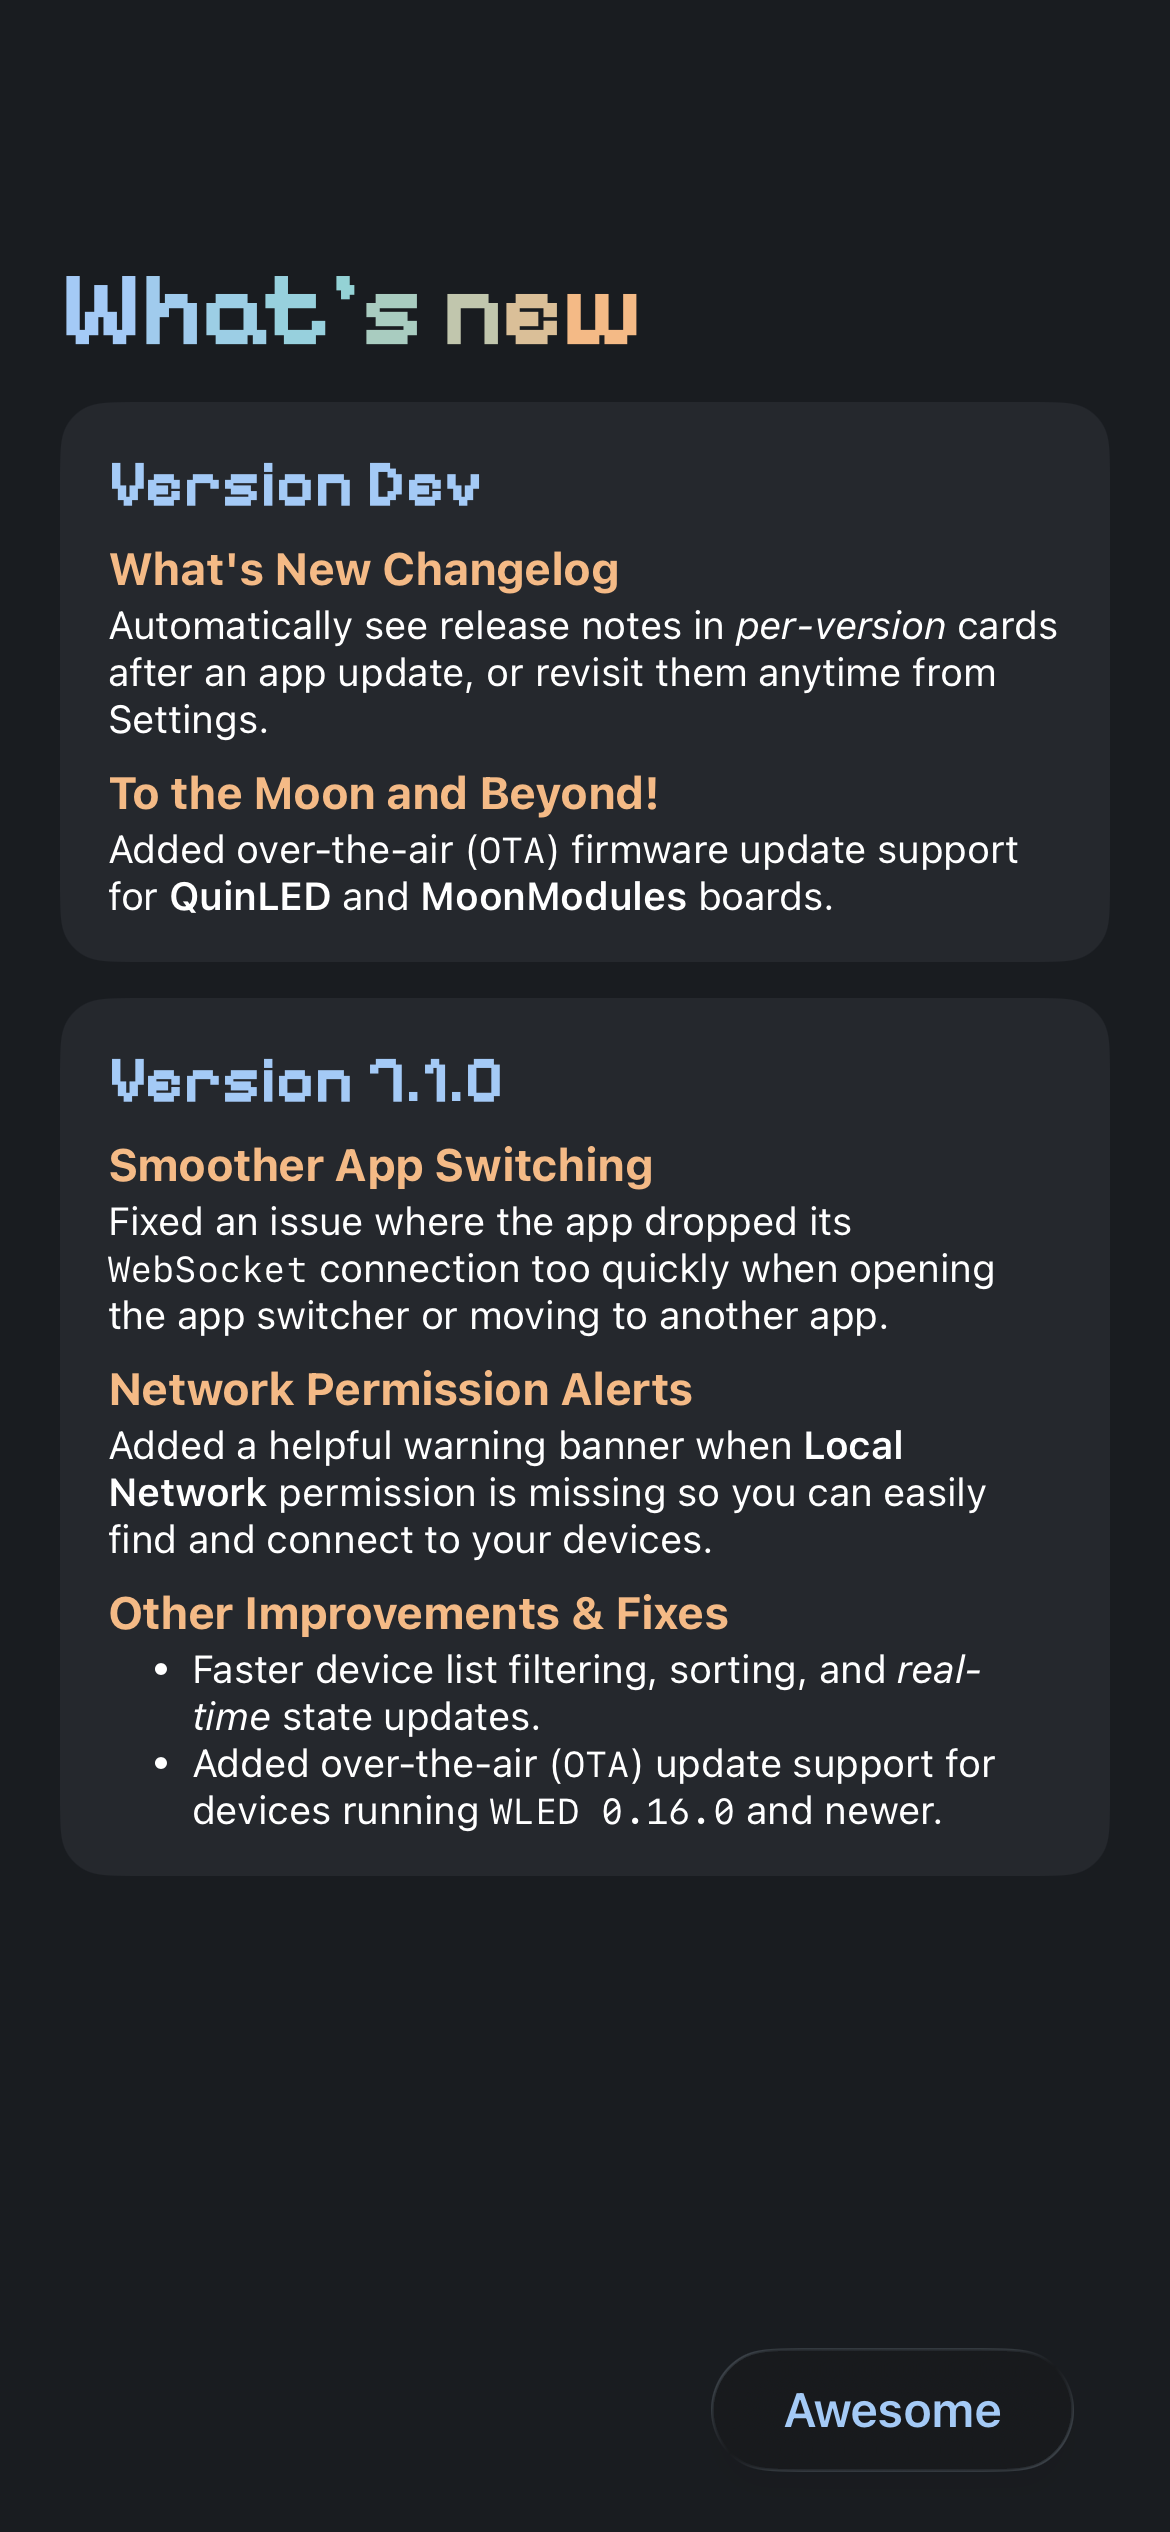 What's new
Version Dev
What's New Changelog
Automatically see release notes in per-version cards
after an app update, or revisit them anytime from
Settings.
To the Moon and Beyond!
Added over-the-air (OTA) firmware update support
for QuinLED and MoonModules boards.
Version 7.1.0
Smoother App Switching
Fixed an issue where the app dropped its
WebSocket connection too quickly when opening
the app switcher or moving to another app.
Network Permission Alerts
Added a helpful warning banner when Local
Network permission is missing so you can easily
find and connect to your devices.
Other Improvements & Fixes
• Faster device list filtering, sorting, and real-
time state updates.
• Added over-the-air (OTA) update support for
devices running WLED 0.16.0 and newer.
Awesome